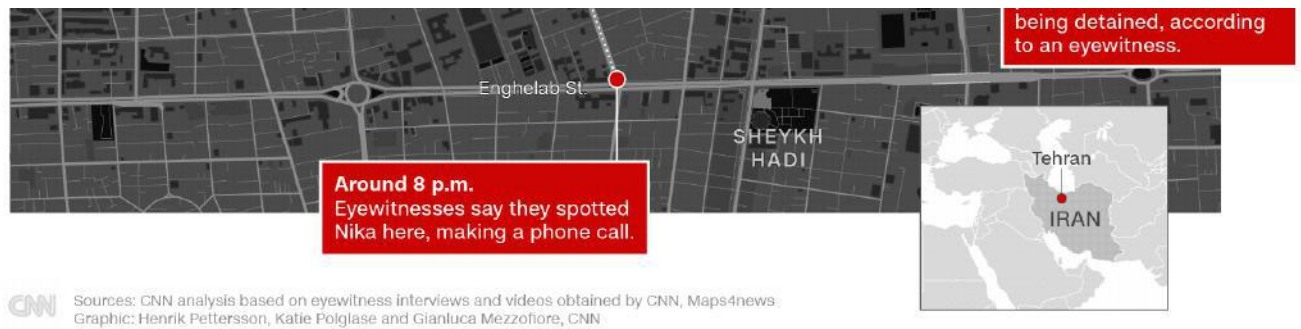 being detained, according
to an eyewitness.
Enghelab St.
SHEYKH
HADI
Tehran
IRAN
Around 8 p.m.
Eyewitnesses say they spotted
Nika here, making a phone call.
CNN
Sources: CNN analysis based on eyewitness interviews and videos obtained by CNN, Maps4news
Graphic: Henrik Pettersson, Katie Polglase and Gianluca Mezzofiore, CNN